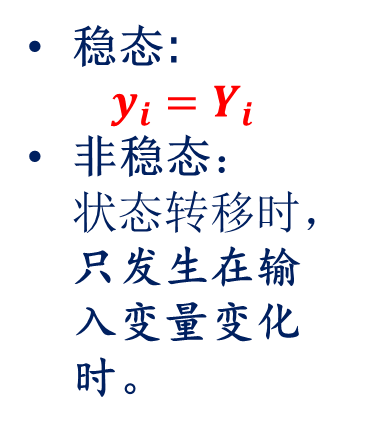 • 稳态:
yᵢ = Yᵢ
• 非稳态：
状态转移时，
只发生在输
入变量变化
时。